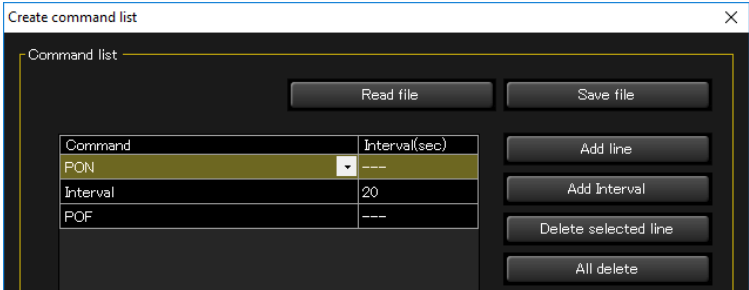 Create command list
Command list
Read file
Save file
Command Interval(sec)
PON ---
Interval 20
POF ---
Add line
Add Interval
Delete selected line
All delete